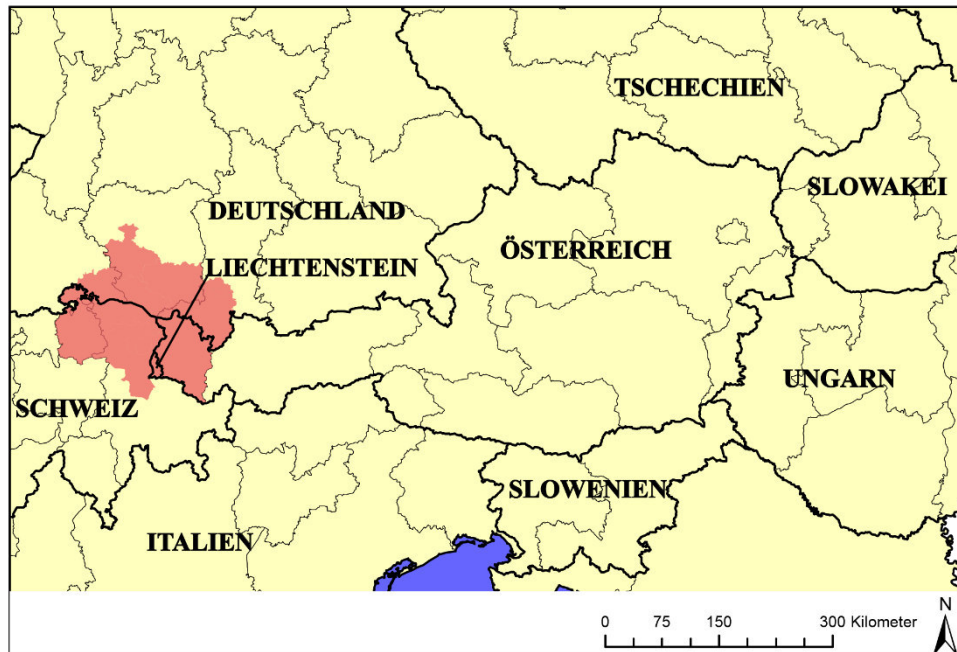 TSCHECHIEN
SLOWAKEI
DEUTSCHLAND
ÖSTERREICH
LIECHTENSTEIN
UNGARN
SCHWEIZ
SLOWENIEN
ITALIEN
N
0 75 150 300 Kilometer